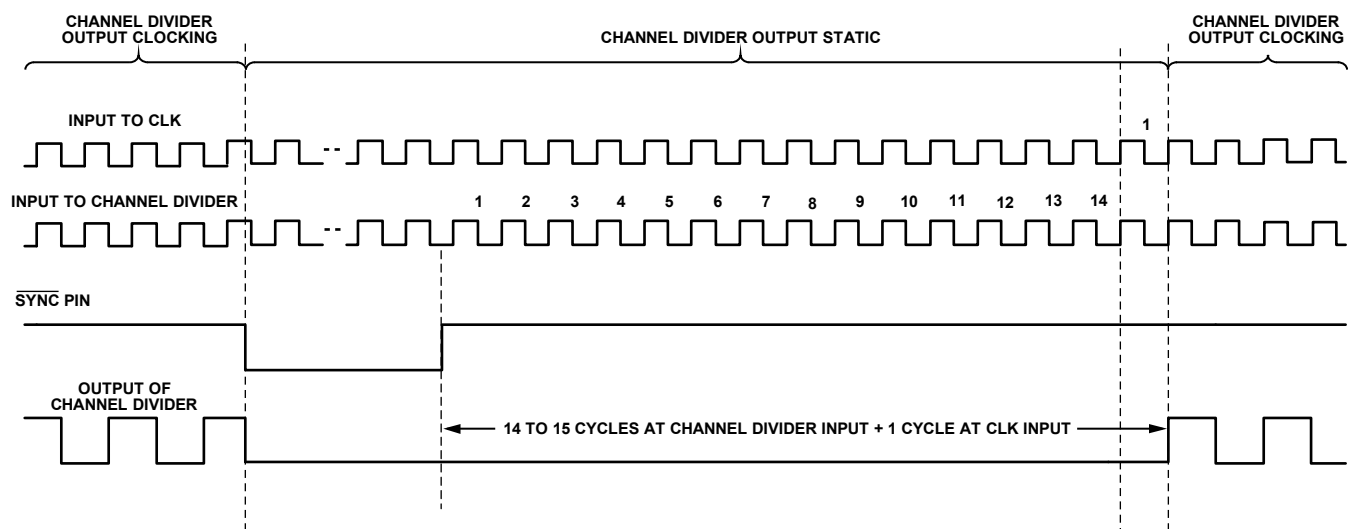 CHANNEL DIVIDER
OUTPUT CLOCKING
CHANNEL DIVIDER OUTPUT STATIC
CHANNEL DIVIDER
OUTPUT CLOCKING
INPUT TO CLK
1
INPUT TO CHANNEL DIVIDER
1 2 3 4 5 6 7 8 9 10 11 12 13 14
SYNC PIN
OUTPUT OF
CHANNEL DIVIDER
14 TO 15 CYCLES AT CHANNEL DIVIDER INPUT + 1 CYCLE AT CLK INPUT